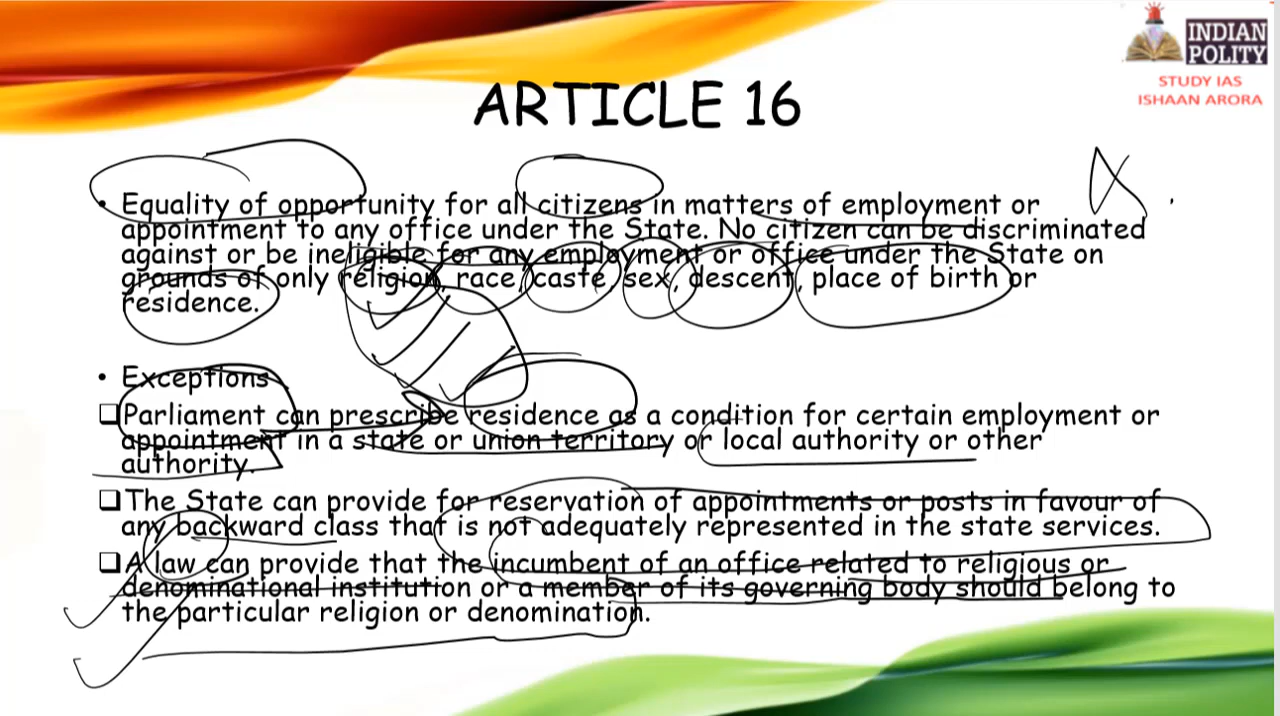 INDIAN
POLITY
STUDY IAS
ISHAAN ARORA
ARTICLE 16
• Equality of opportunity for all citizens in matters of employment or
appointment to any office under the State. No citizen can be discriminated
against or be ineligible for any employment or office under the State on
grounds of only religion, race, caste, sex, descent, place of birth or
residence.
• Exceptions
❑Parliament can prescribe residence as a condition for certain employment or
appointment in a state or union territory or local authority or other
authority.
❑The State can provide for reservation of appointments or posts in favour of
any backward class that is not adequately represented in the state services.
❑A law can provide that the incumbent of an office related to religious or
denominational institution or a member of its governing body should belong to
the particular religion or denomination.